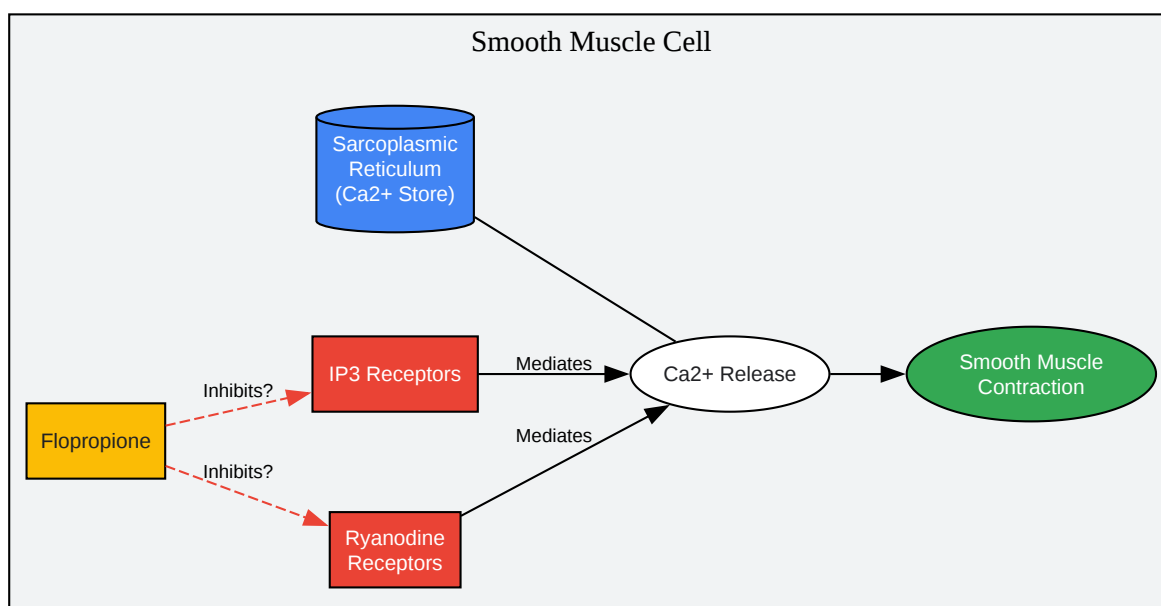 Smooth Muscle Cell
Sarcoplasmic
Reticulum
(Ca2+ Store)
IP3 Receptors
Mediates
Ca2+ Release
Smooth Muscle
Contraction
Inhibits?
Flopropione
Mediates
Inhibits?
Ryanodine
Receptors